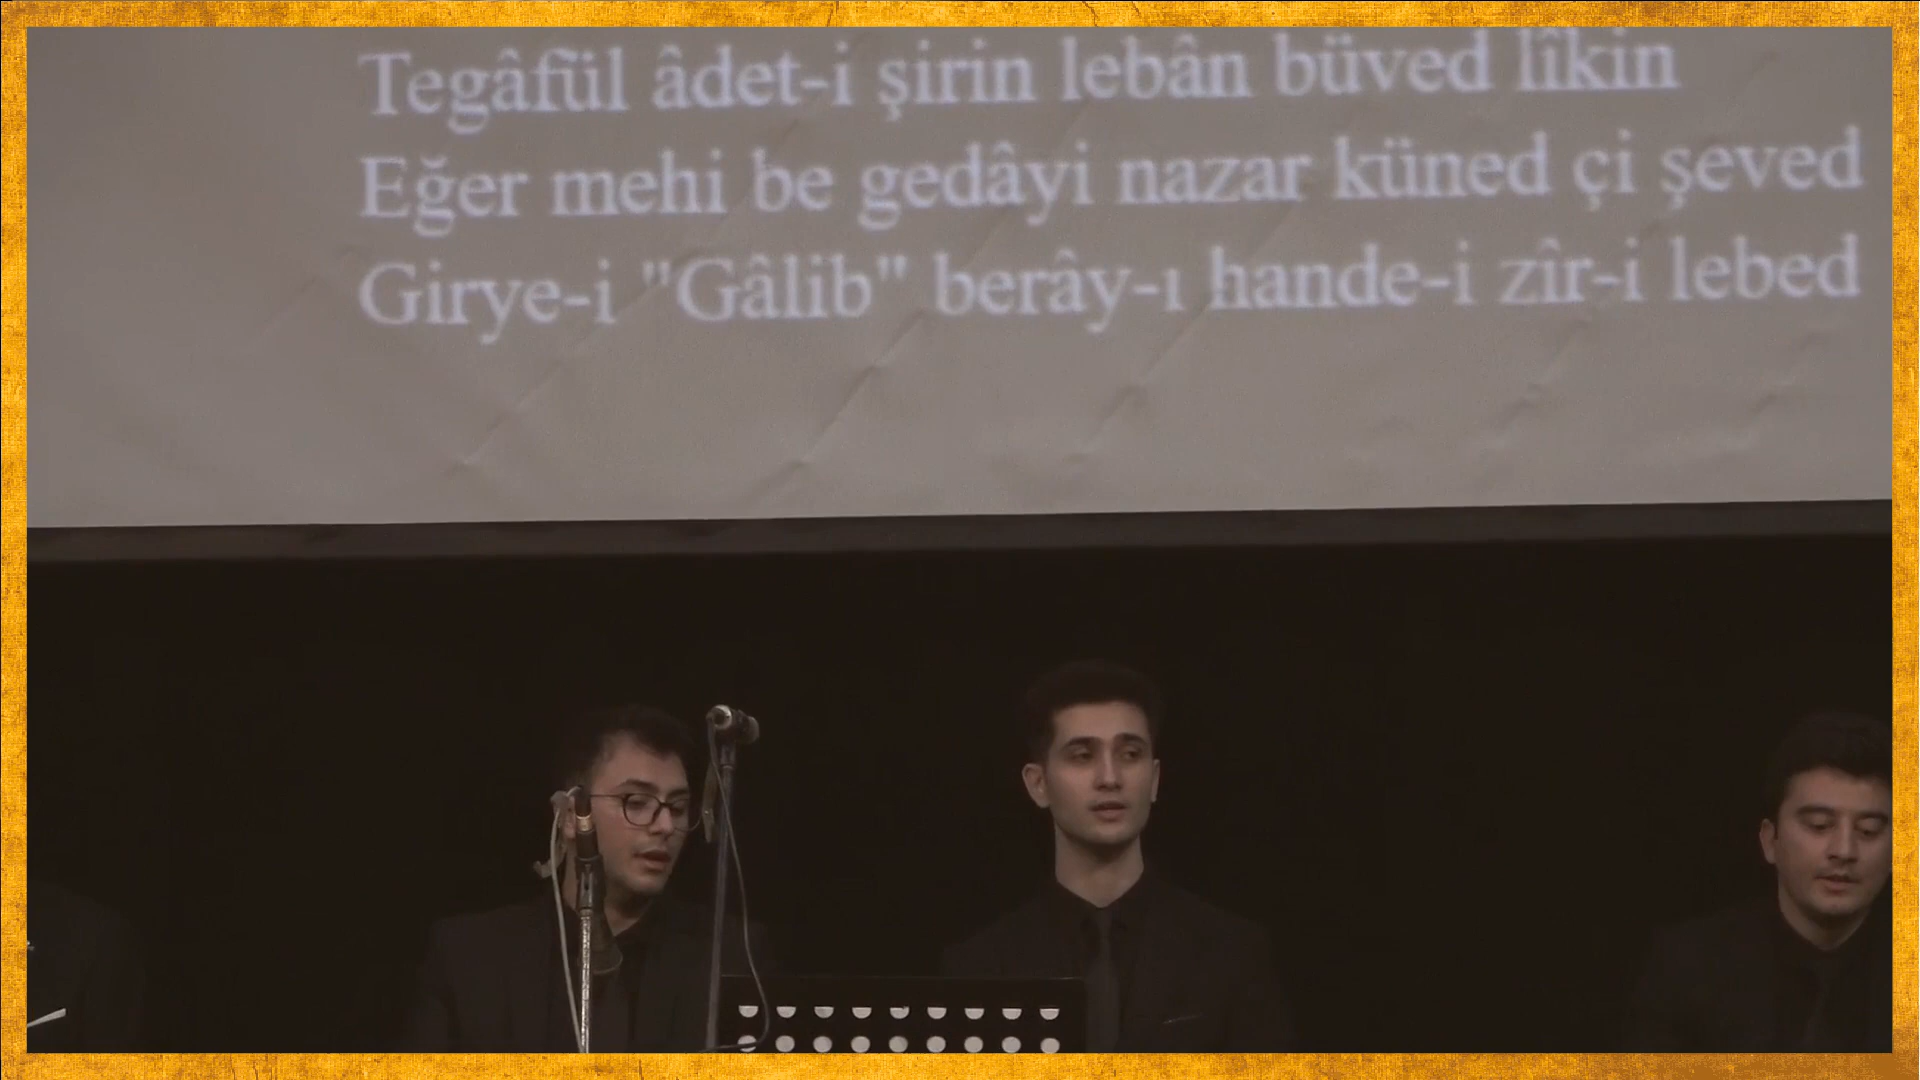 Tegâfül âdet-i şirin lebân büved lîkin
Eğer mehi be gedâyi nazar küned çi şeved
Girye-i "Gâlib" berây-ı hande-i zîr-i lebed